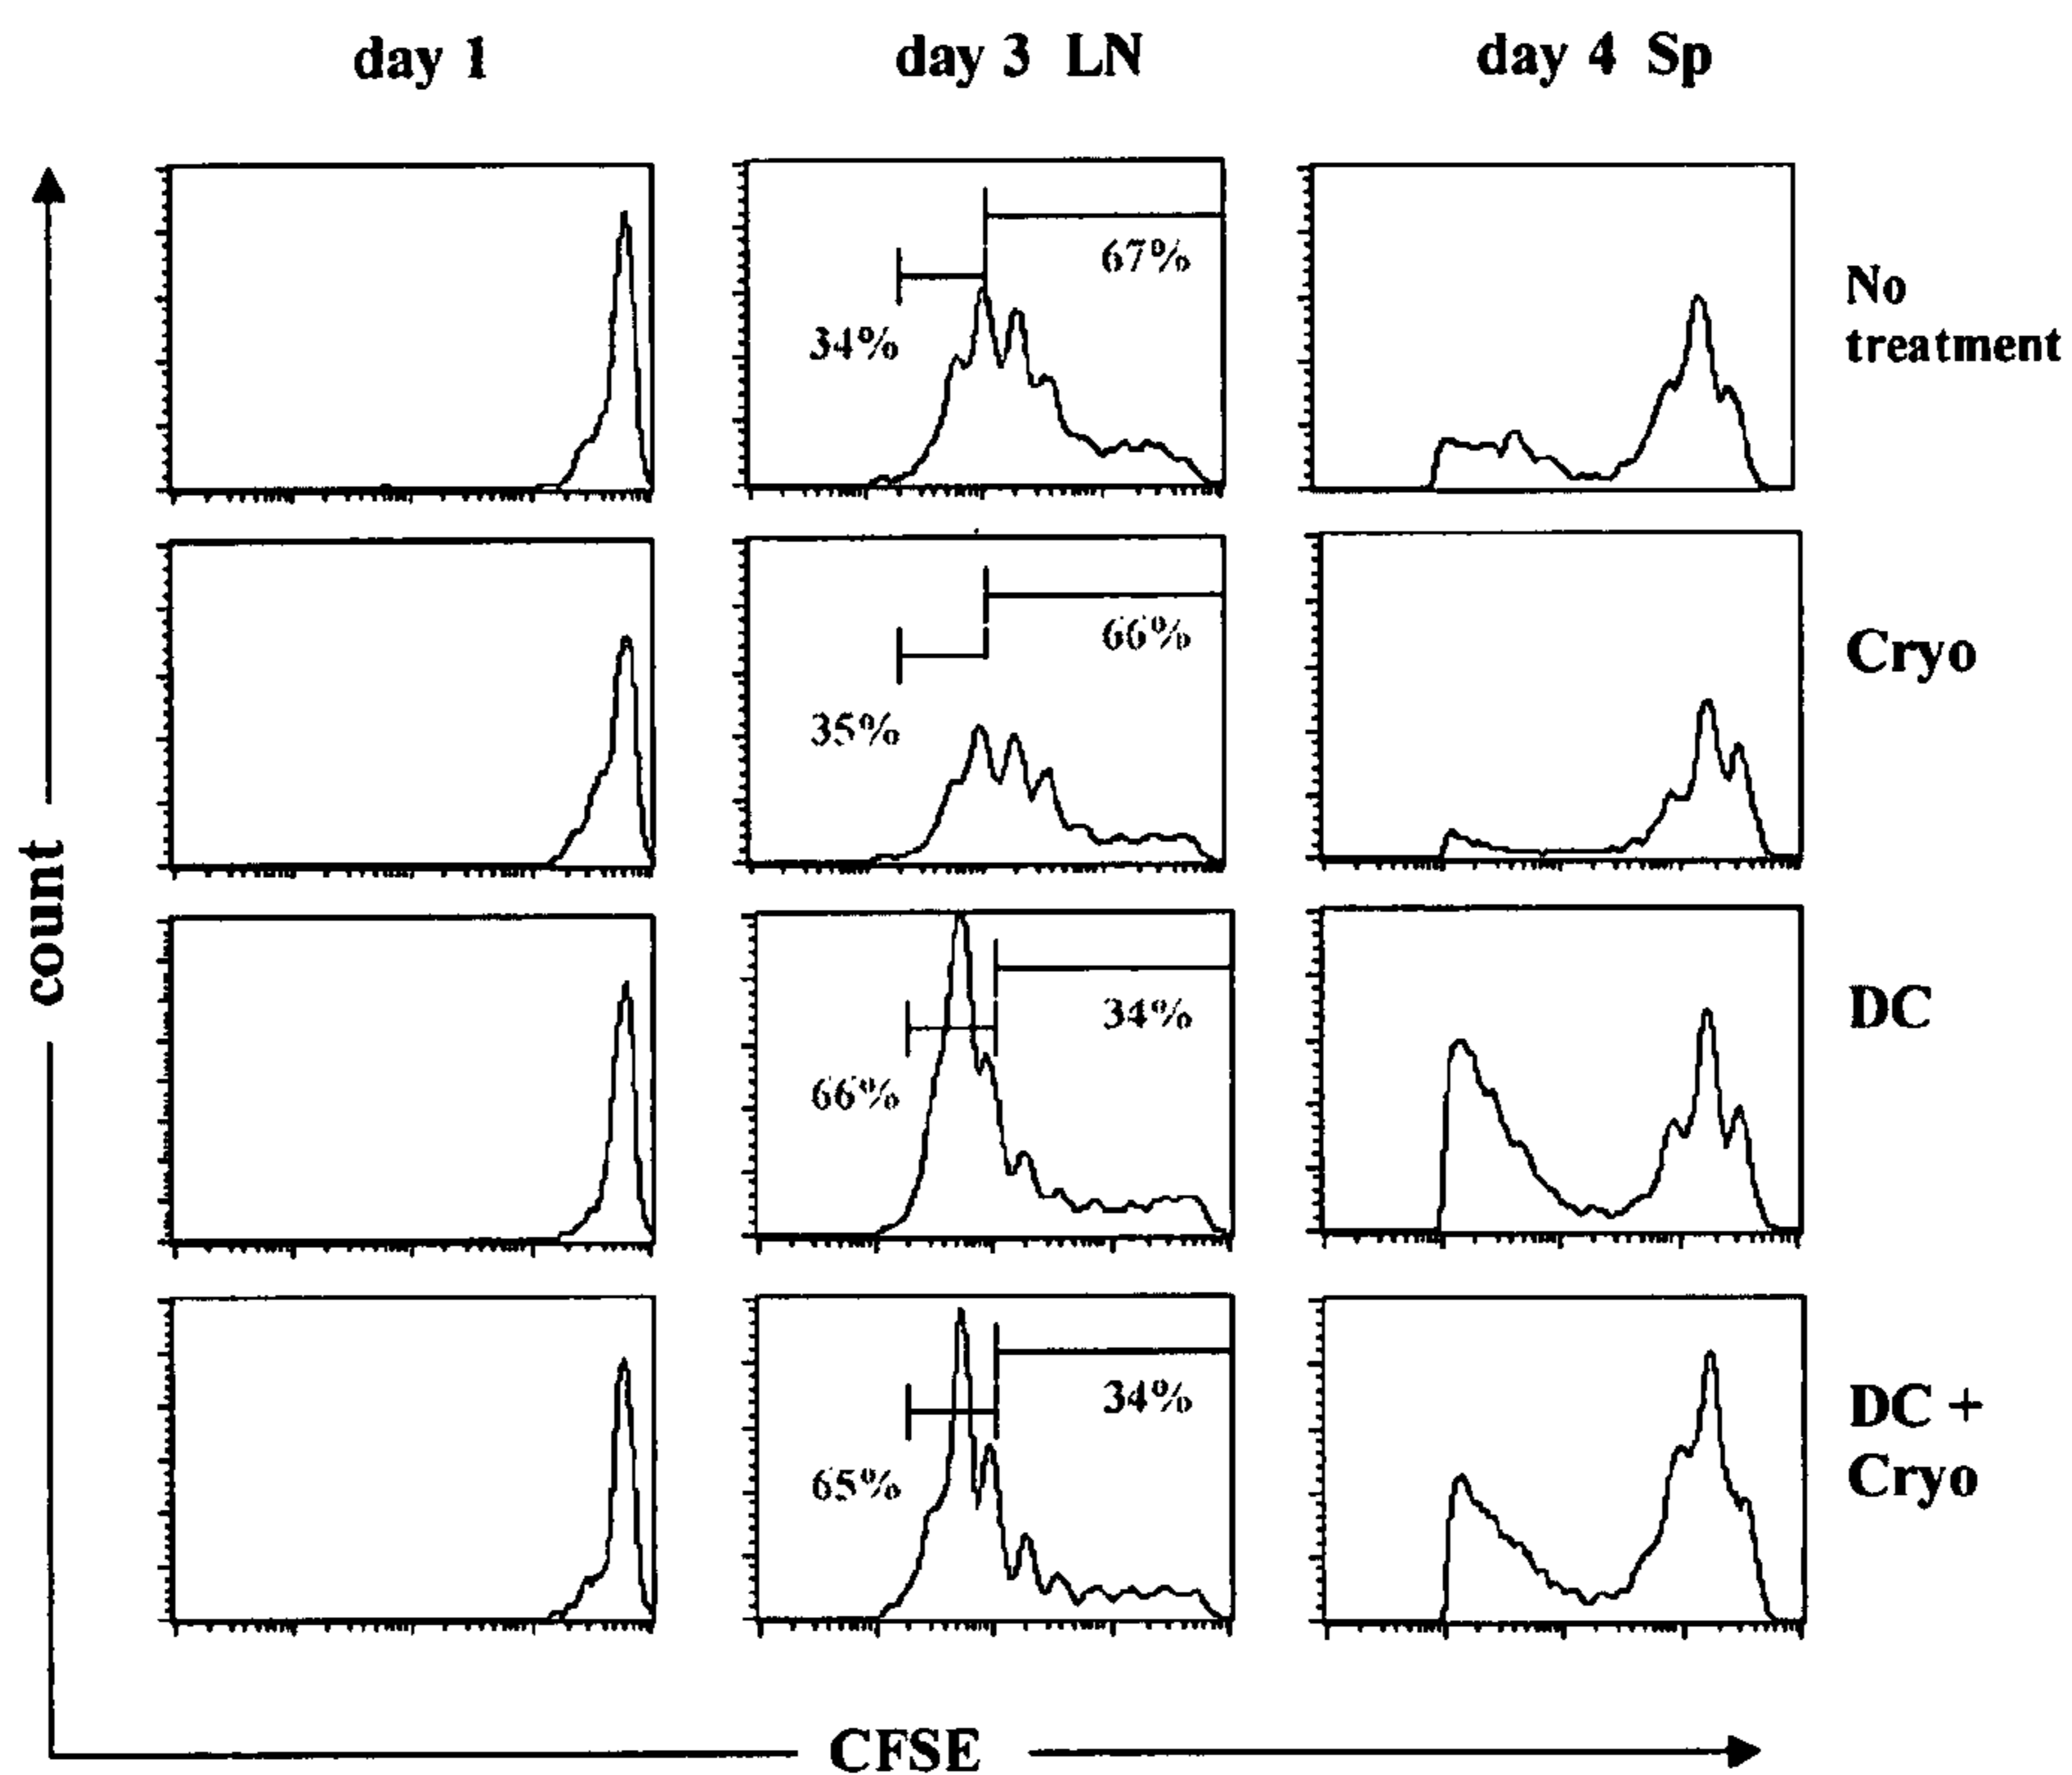 day 1 day 3 LN day 4 Sp
67%
34%
No
treatment
66%
35%
Cryo
34%
66%
DC
34%
65%
DC +
Cryo
count
CFSE